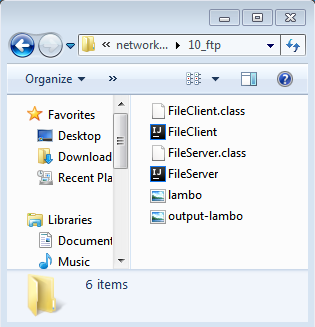 « network... ▸ 10_ftp
Organize ▾ »
Favorites
Desktop
Download
Recent Pla
Libraries
Document
Music
FileClient.class
FileClient
FileServer.class
FileServer
lambo
output-lambo
6 items